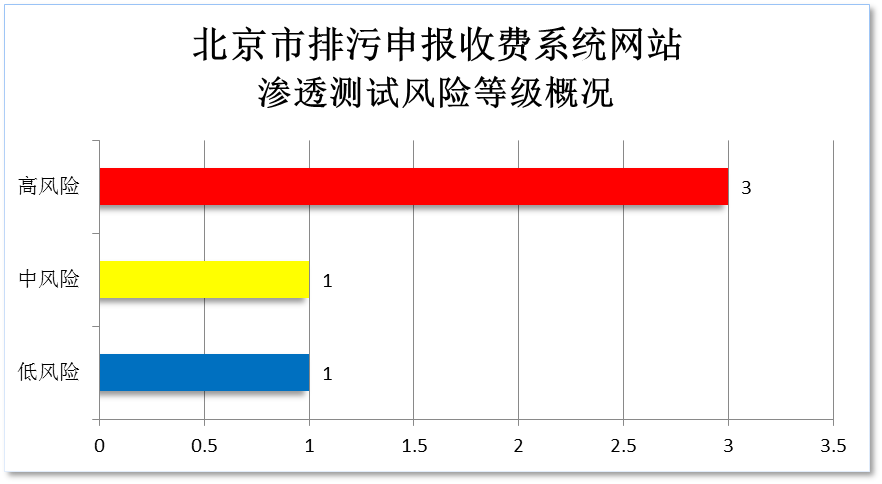 北京市排污申报收费系统网站
渗透测试风险等级概况
高风险
3
中风险
1
低风险
1
0 0.5 1 1.5 2 2.5 3 3.5